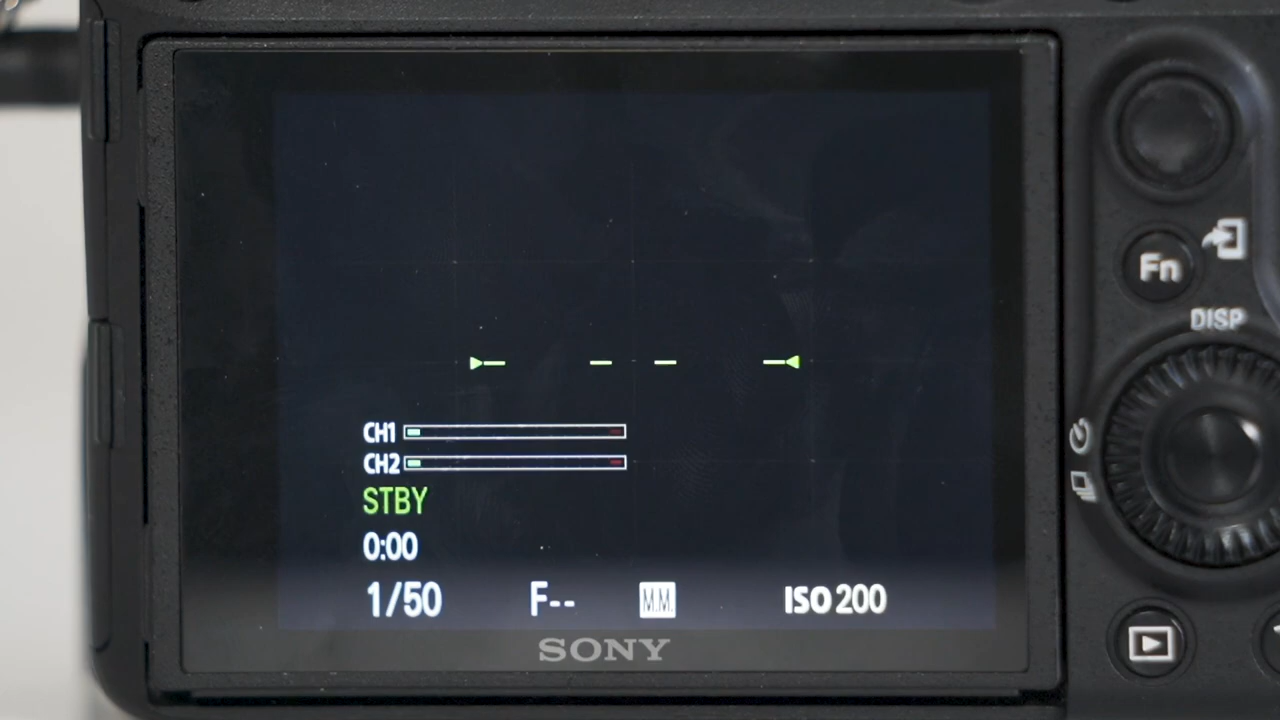 CH1
CH2
STBY
0:00
1/50 F-- M.M. ISO 200
SONY
Fn
DISP